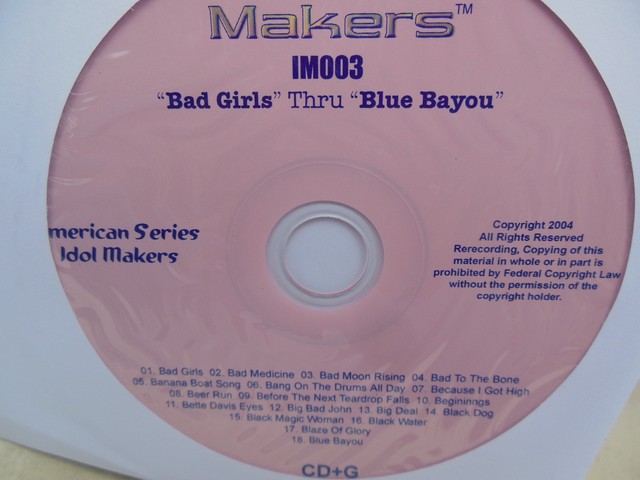 Makers™
IM003
“Bad Girls” Thru “Blue Bayou”
merican Series
Idol Makers
Copyright 2004
All Rights Reserved
Rerecording, Copying of this
material in whole or in part is
prohibited by Federal Copyright Law
without the permission of the
copyright holder.
01. Bad Girls 02. Bad Medicine 03. Bad Moon Rising 04. Bad To The Bone
05. Banana Boat Song 06. Bang On The Drums All Day 07. Because I Got High
08. Beer Run 09. Before The Next Teardrop Falls 10. Beginings
11. Bette Davis Eyes 12. Big Bad John 13. Big Deal 14. Black Dog
15. Black Magic Woman 16. Black Water
17. Blaze Of Glory
18. Blue Bayou
CD+G